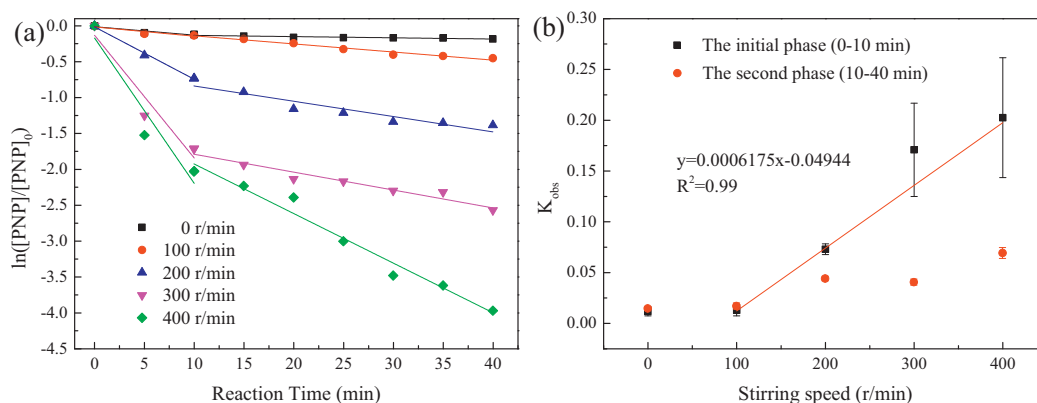 (a)
ln([PNP]/[PNP]0)
0.0
-0.5
-1.0
-1.5
-2.0
-2.5
-3.0
-3.5
-4.0
-4.5
0 r/min
100 r/min
200 r/min
300 r/min
400 r/min
0 5 10 15 20 25 30 35 40
Reaction Time (min)
(b)
Kobs
0.30
0.25
0.20
0.15
0.10
0.05
0.00
The initial phase (0-10 min)
The second phase (10-40 min)
y=0.0006175x-0.04944
R²=0.99
0 100 200 300 400
Stirring speed (r/min)